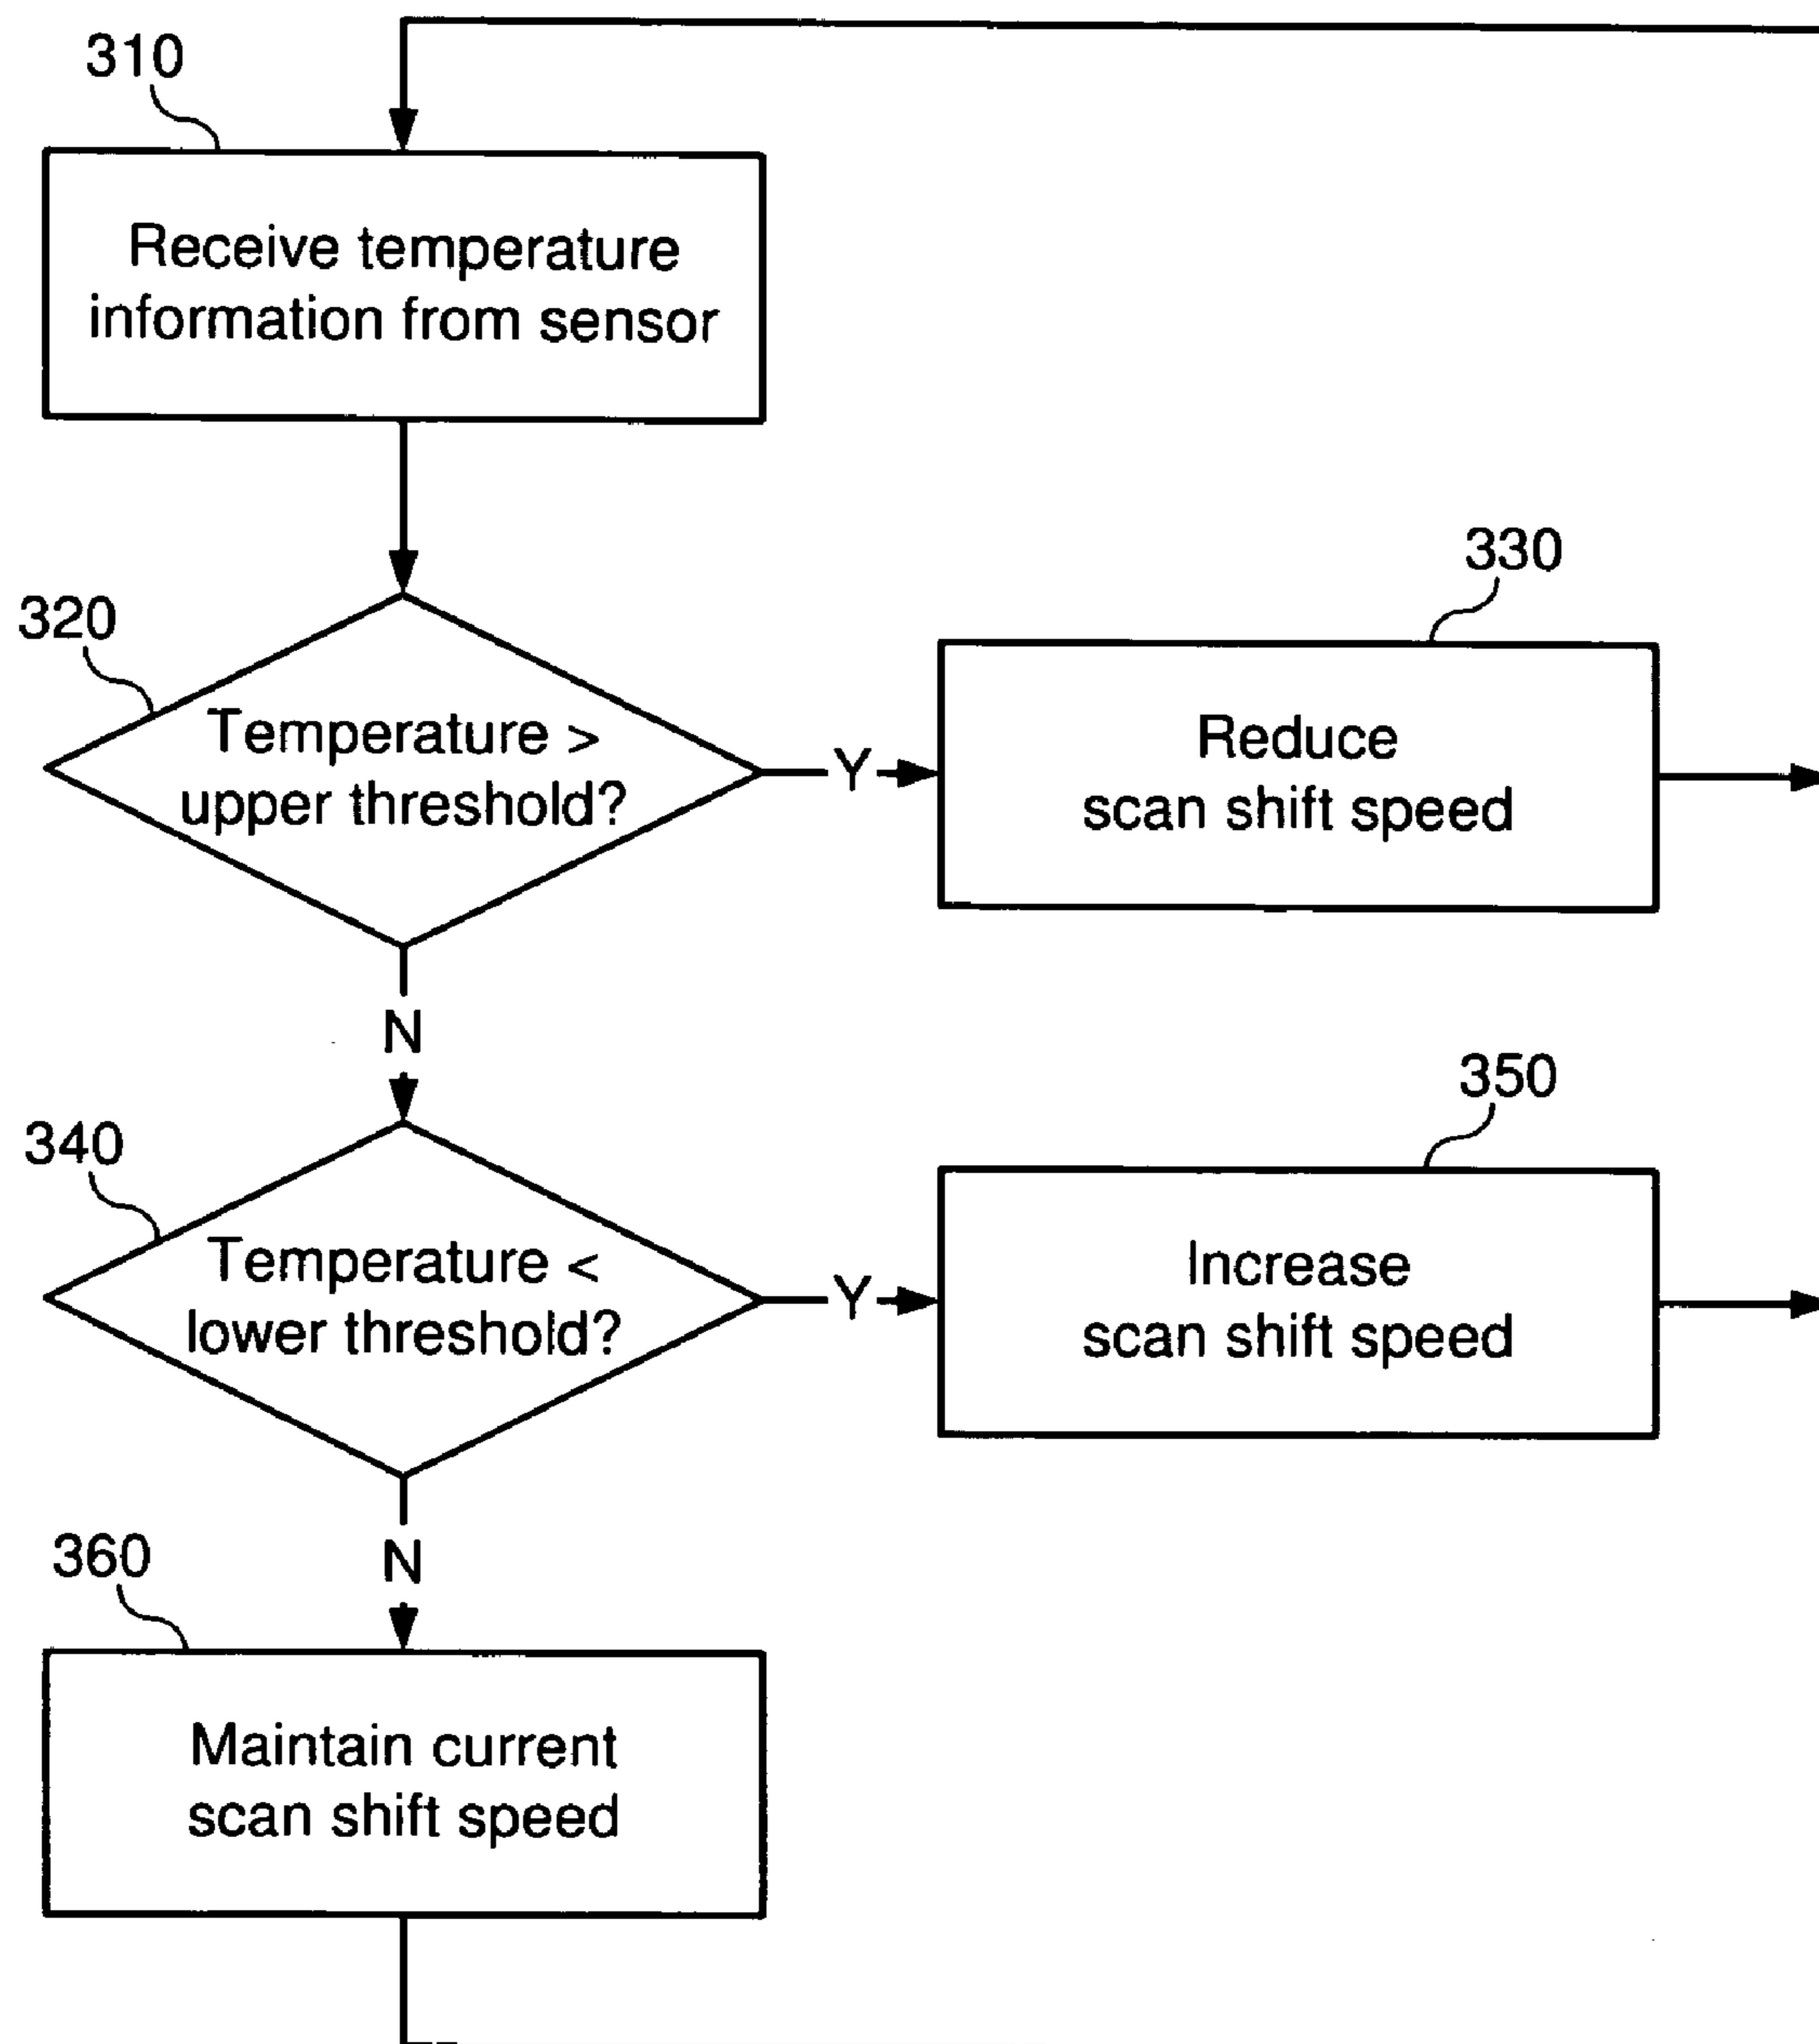 310
Receive temperature
information from sensor
320
Temperature >
upper threshold?
Y
330
Reduce
scan shift speed
N
340
Temperature <
lower threshold?
Y
350
Increase
scan shift speed
N
360
Maintain current
scan shift speed